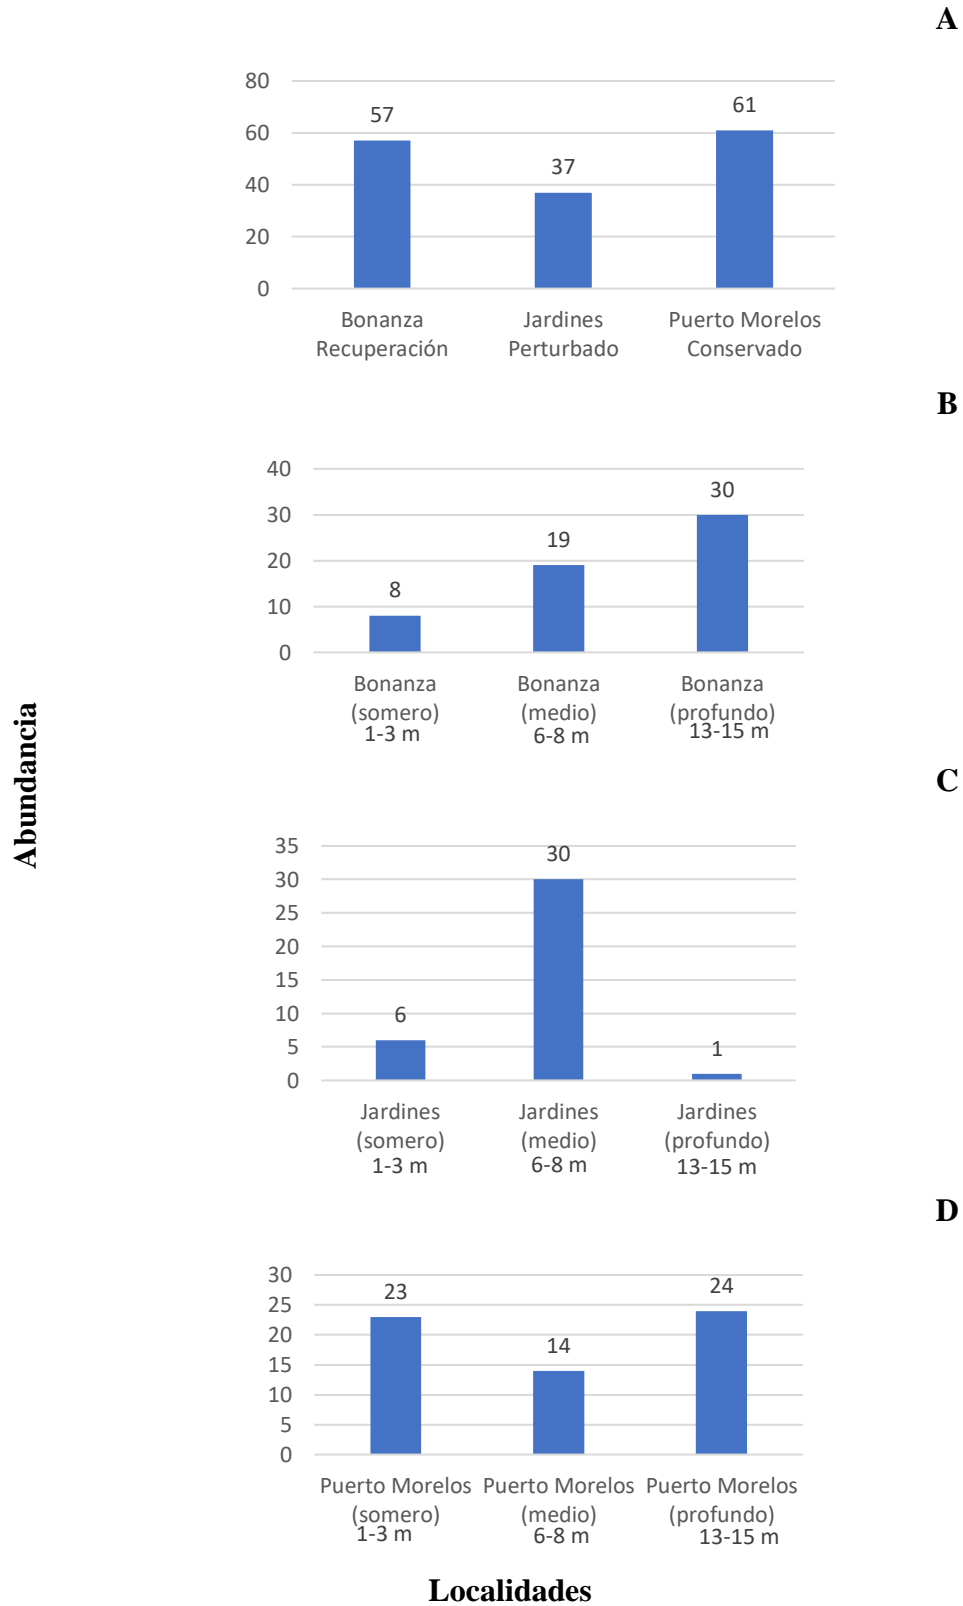 A
80
60
40
20
0
57
37
61
Bonanza
Recuperación
Jardines
Perturbado
Puerto Morelos
Conservado
B
40
30
20
10
0
8
19
30
Bonanza
(somero)
1-3 m
Bonanza
(medio)
6-8 m
Bonanza
(profundo)
13-15 m
Abundancia
C
35
30
25
20
15
10
5
0
6
30
1
Jardines
(somero)
1-3 m
Jardines
(medio)
6-8 m
Jardines
(profundo)
13-15 m
D
30
25
20
15
10
5
0
23
14
24
Puerto Morelos
(somero)
1-3 m
Puerto Morelos
(medio)
6-8 m
Puerto Morelos
(profundo)
13-15 m
Localidades